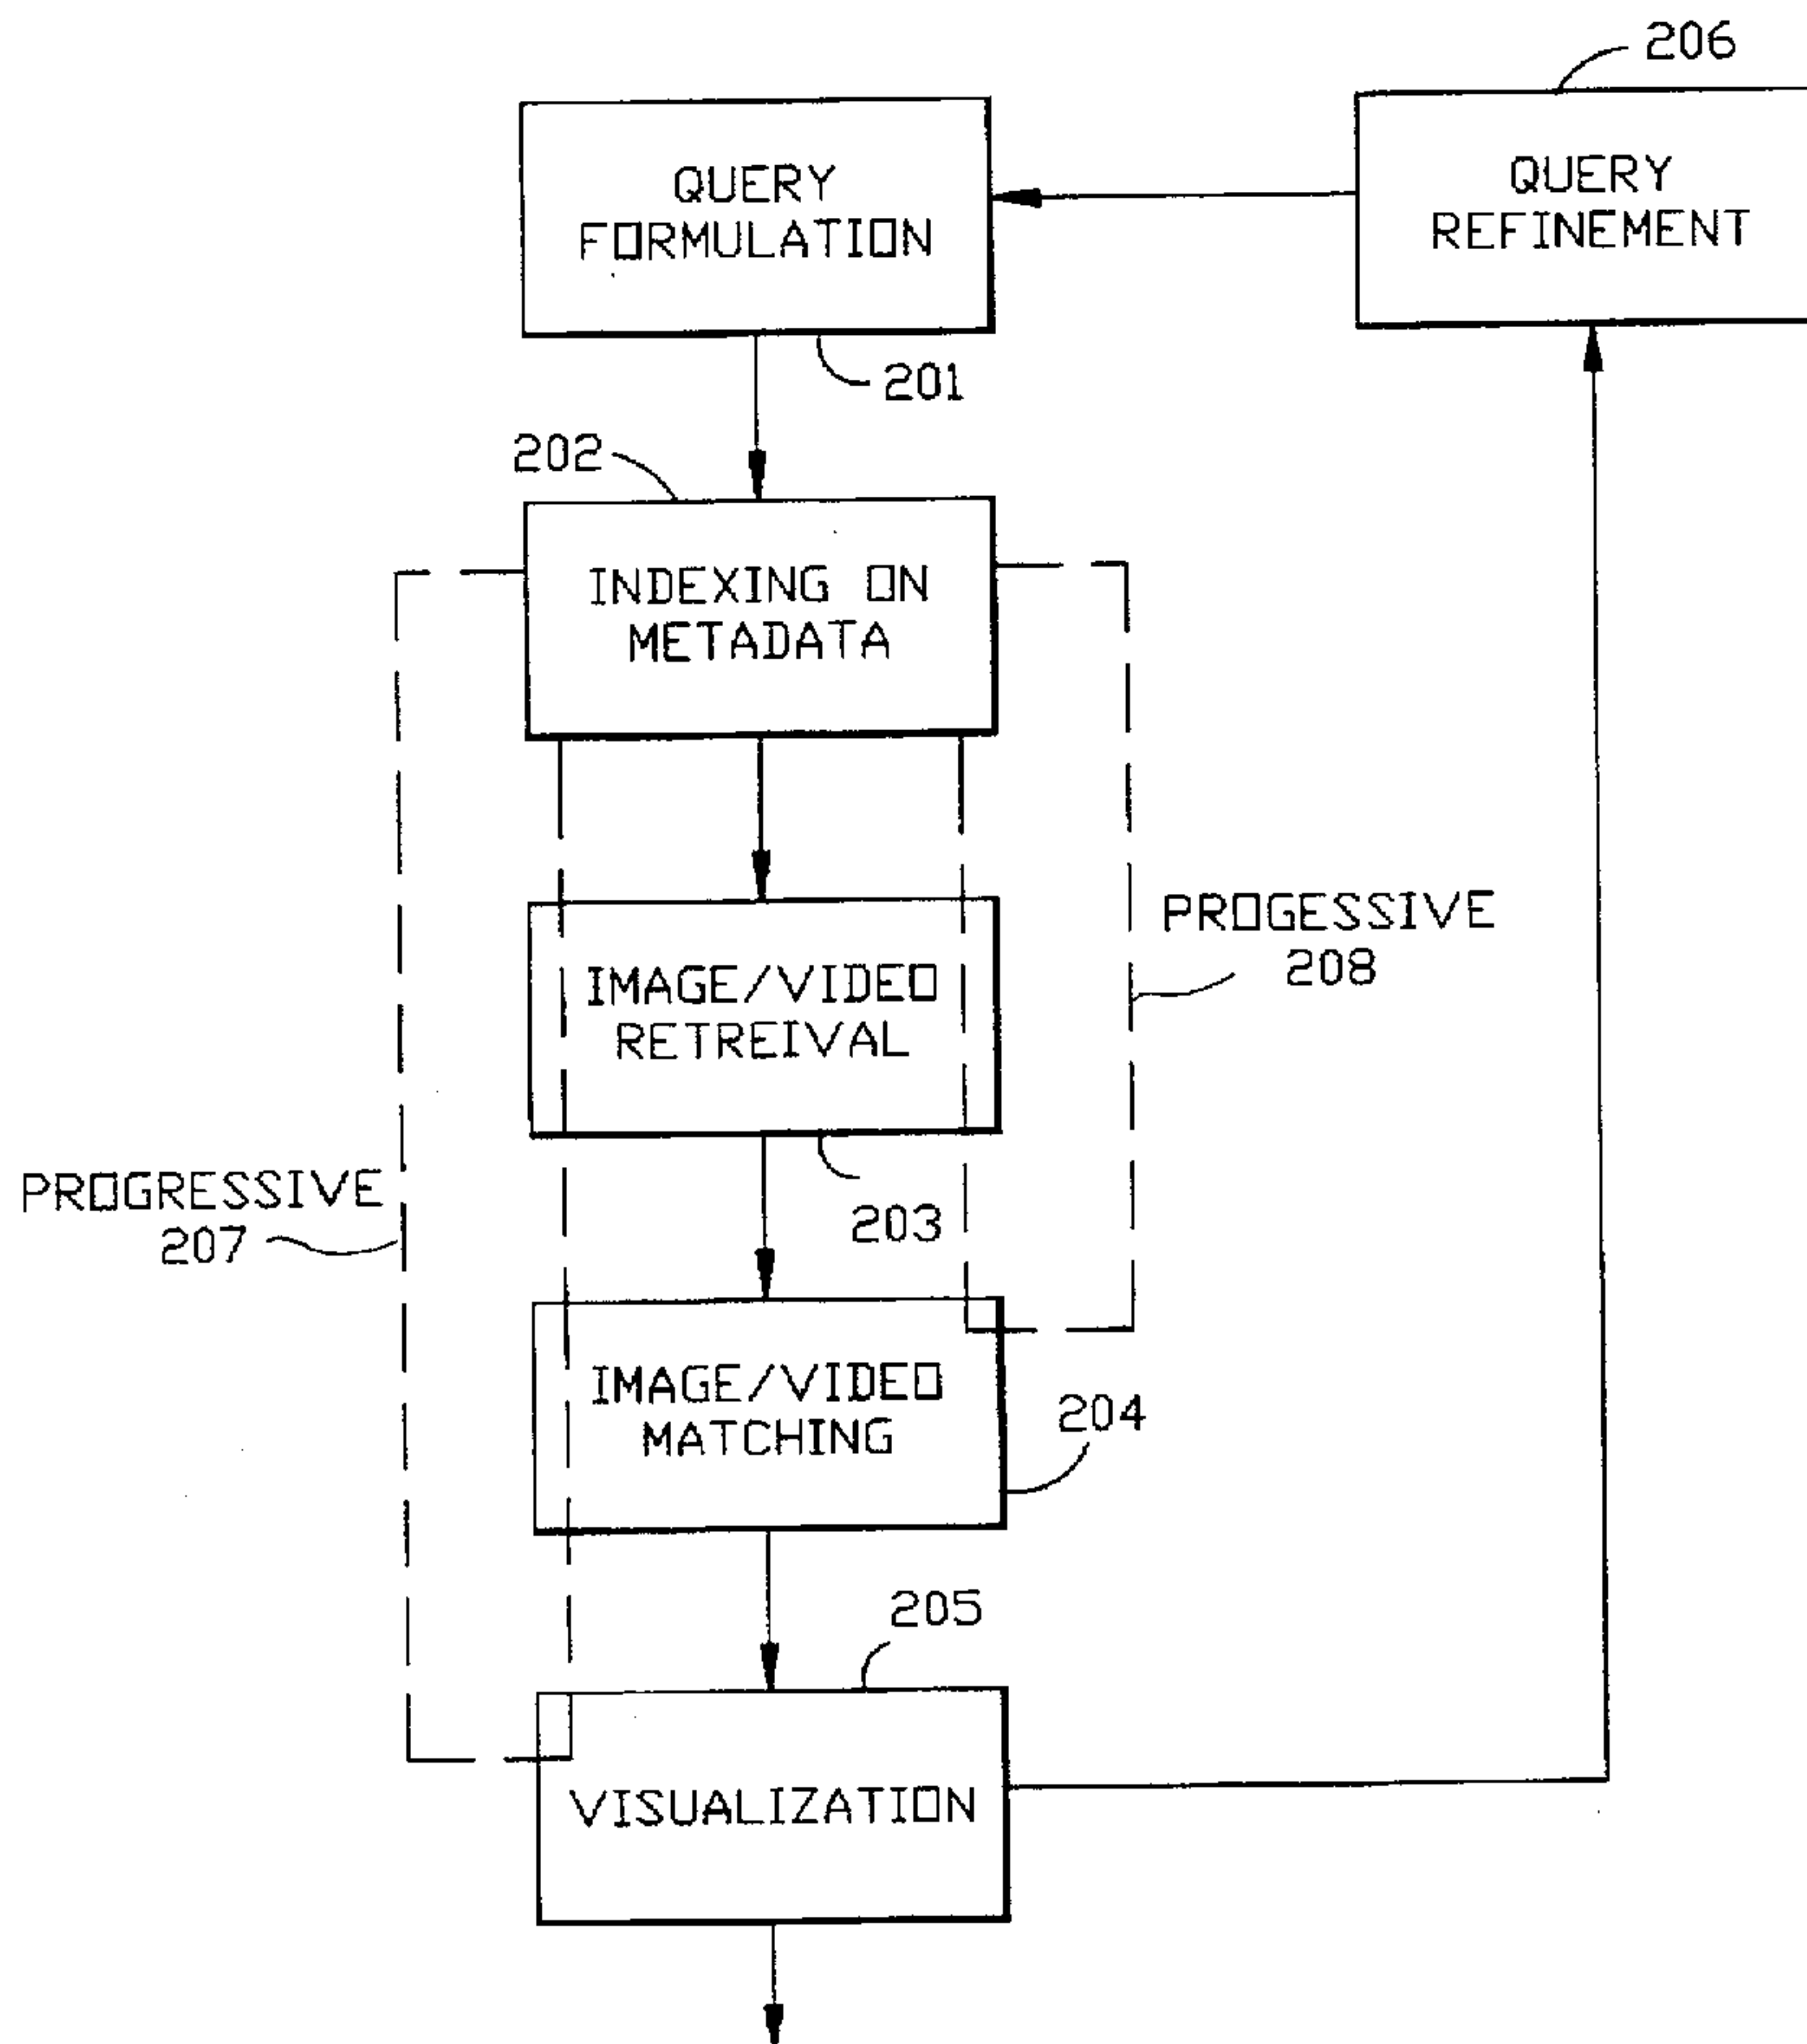 206
QUERY
FORMULATION
QUERY
REFINEMENT
201
202
INDEXING ON
METADATA
PROGESSIVE
208
IMAGE/VIDEO
RETREIVAL
PROGRESSIVE
207
203
IMAGE/VIDEO
MATCHING
204
205
VISUALIZATION